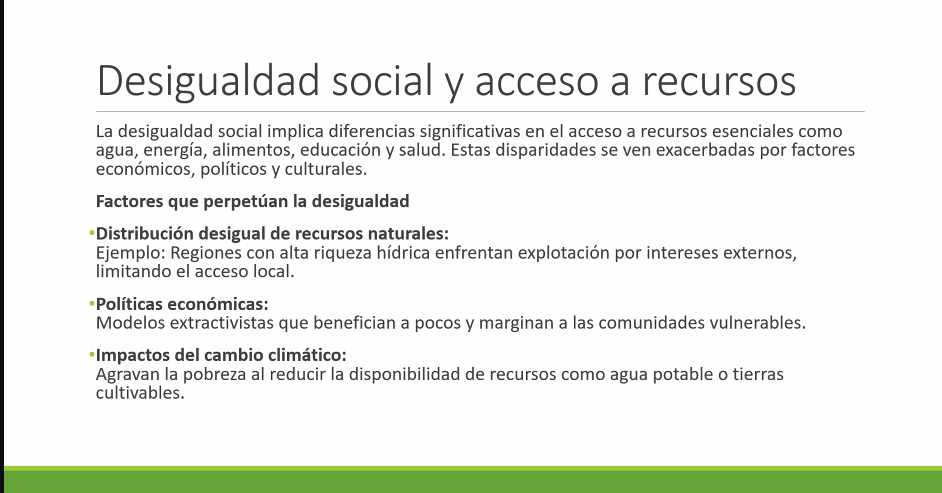 Desigualdad social y acceso a recursos
La desigualdad social implica diferencias significativas en el acceso a recursos esenciales como
agua, energía, alimentos, educación y salud. Estas disparidades se ven exacerbadas por factores
económicos, políticos y culturales.
Factores que perpetúan la desigualdad
•Distribución desigual de recursos naturales:
Ejemplo: Regiones con alta riqueza hídrica enfrentan explotación por intereses externos,
limitando el acceso local.
•Políticas económicas:
Modelos extractivistas que benefician a pocos y marginan a las comunidades vulnerables.
•Impactos del cambio climático:
Agravan la pobreza al reducir la disponibilidad de recursos como agua potable o tierras
cultivables.